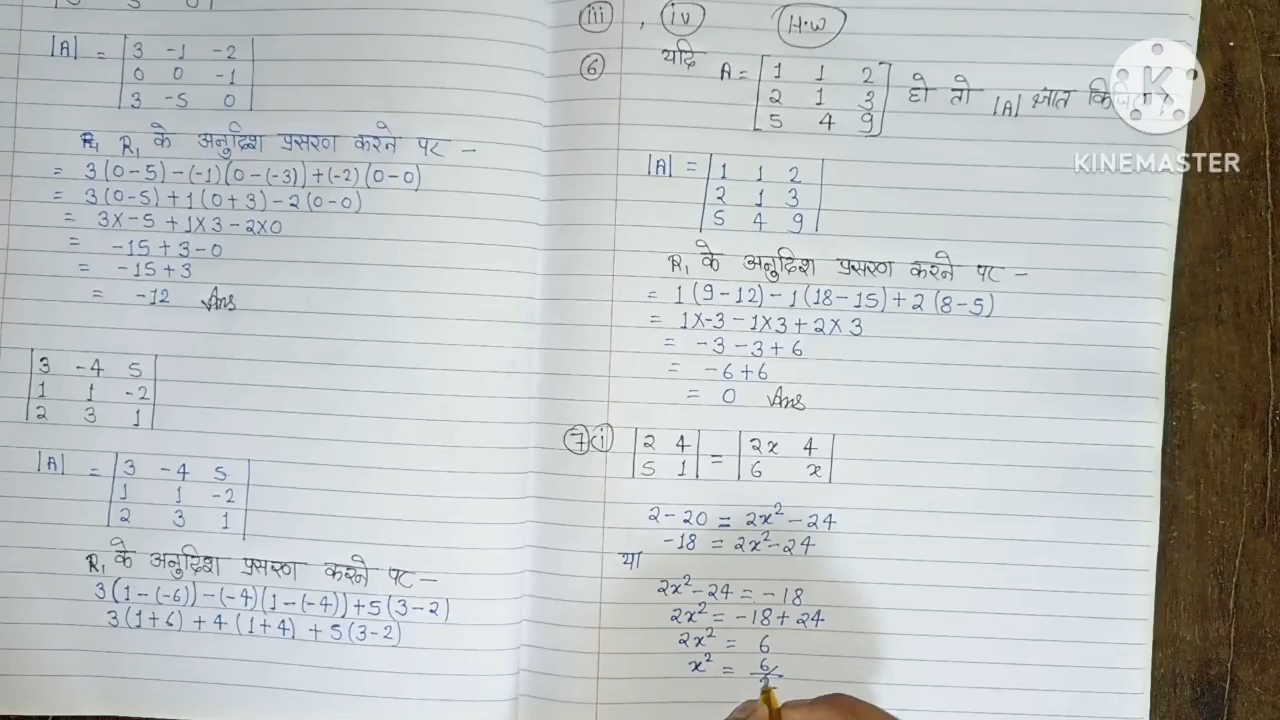 |A| = | 3 -1 -2 |
| 0 0 -1 |
| 3 -5 0 |
R₁ के अनुदिश प्रसरण करने पर –
= 3(0-5)-(-1)(0-(-3))+(-2)(0-0)
= 3(0-5)+1(0+3)-2(0-0)
= 3×-5+1×3-2×0
= -15+3-0
= -15+3
= -12 Ans
| 3 -4 5 |
| 1 1 -2 |
| 2 3 1 |
|A| = | 3 -4 5 |
| 1 1 -2 |
| 2 3 1 |
R₁ के अनुदिश प्रसरण करने पर –
3(1-(-6))-(-4)(1-(-4))+5(3-2)
3(1+6)+4(1+4)+5(3-2)
iii , iv H.W
6 यदि A = [ 1 1 2 ] हो तो |A| ज्ञात
[ 2 1 3 ]
[ 5 4 9 ]
|A| = | 1 1 2 |
| 2 1 3 |
| 5 4 9 |
R₁ के अनुदिश प्रसरण करने पर –
= 1(9-12)-1(18-15)+2(8-5)
= 1×-3-1×3+2×3
= -3-3+6
= -6+6
= 0 Ans
7 (i) | 2 4 | = | 2x 4 |
| 5 1 | | 6 x |
2-20 = 2x²-24
-18 = 2x²-24
या
2x²-24 = -18
2x² = -18+24
2x² = 6
x² = 6/
K
KINEMASTER